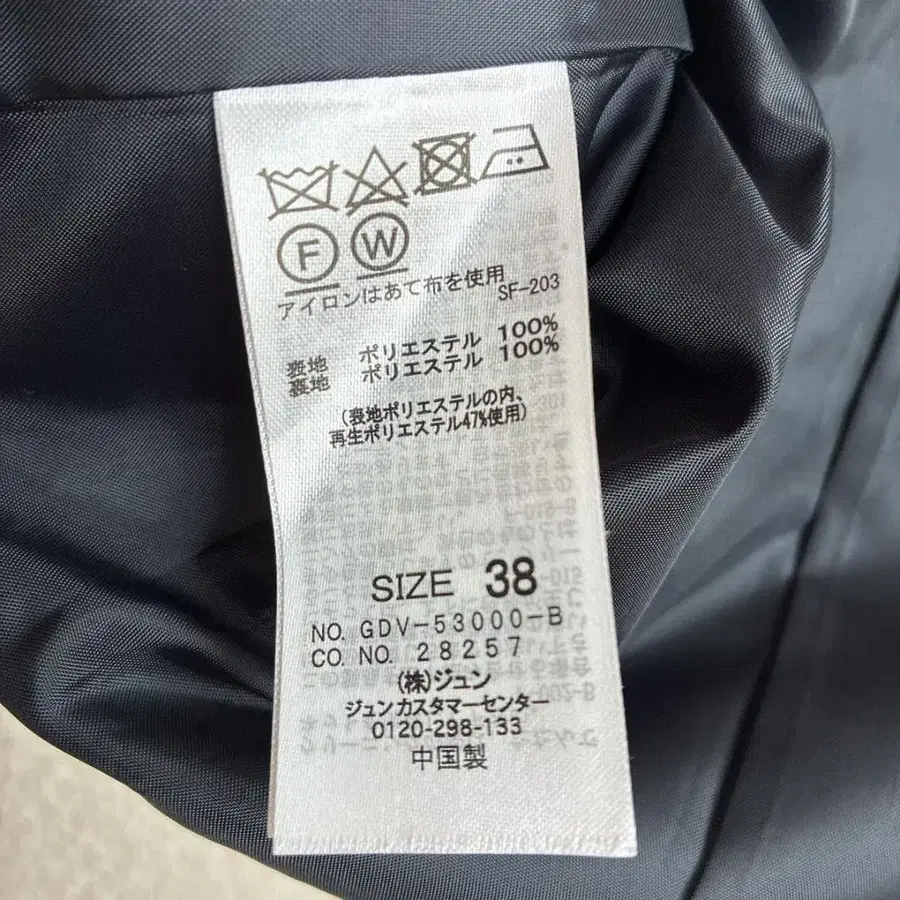 F W
アイロンはあて布を使用
SF-203
表地 ポリエステル 100%
裏地 ポリエステル 100%
(表地ポリエステルの内、
再生ポリエステル47%使用)
SIZE 38
NO. GDV-53000-B
CO. NO. 28257
(株)ジュン
ジュンカスタマーセンター
0120-298-133
中国製